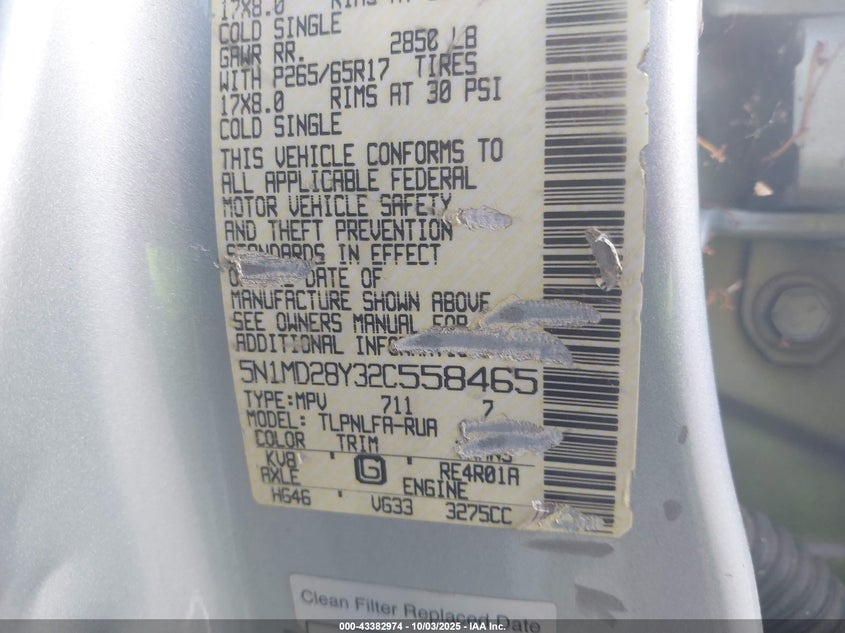 17X8.0 RIMS AT
COLD SINGLE
GAWR RR. 2850 LB
WITH P265/65R17 TIRES
17X8.0 RIMS AT 30 PSI
COLD SINGLE
THIS VEHICLE CONFORMS TO
ALL APPLICABLE FEDERAL
MOTOR VEHICLE SAFETY
AND THEFT PREVENTION
STANDARDS IN EFFECT
DATE OF
MANUFACTURE SHOWN ABOVE
SEE OWNERS MANUAL FOR
ADDITIONAL
5N1MD28Y32C558465
TYPE:MPV 711 7
MODEL: TLPNLFA-RUA
COLOR TRIM
KV8 G RE4R01A
AXLE ENGINE
HG46 VG33 3275CC
Clean Filter Replaced Date
000-43382974 - 10/03/2025 - IAA Inc.